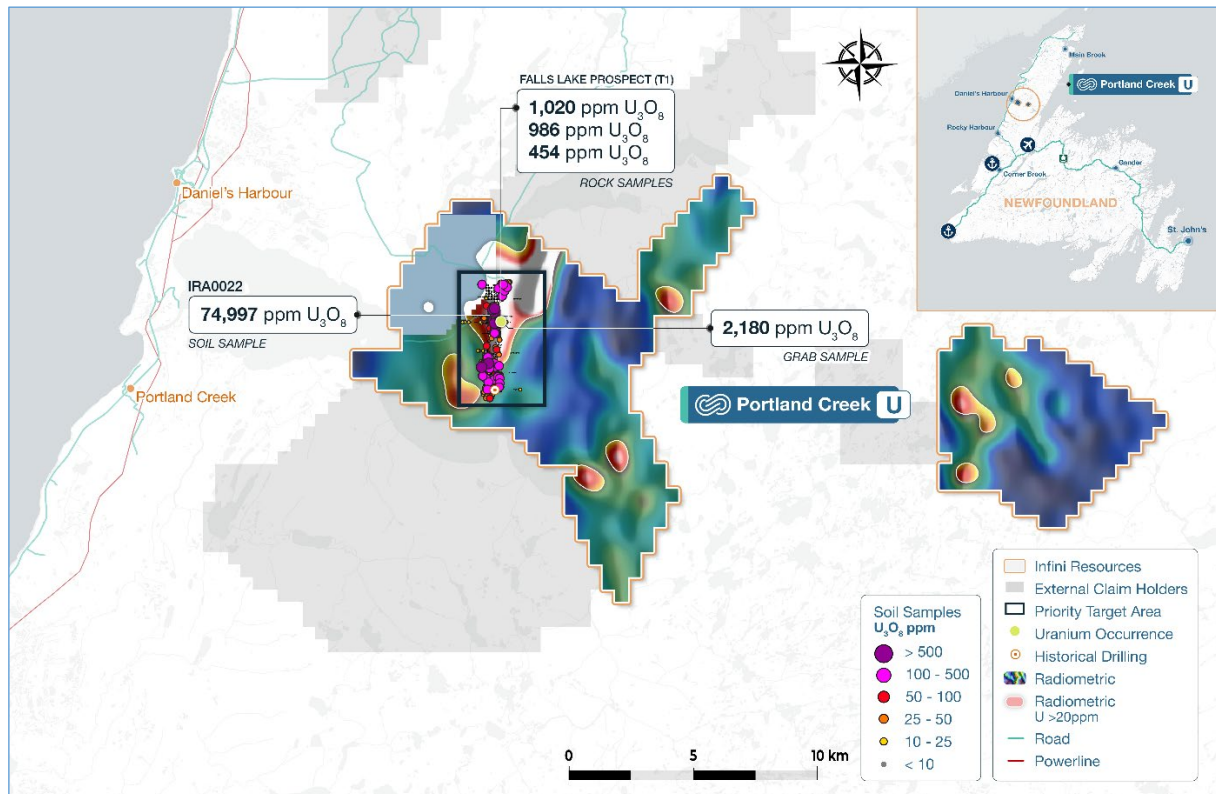 FALLS LAKE PROSPECT (T1)
1,020 ppm U₃O₈
986 ppm U₃O₈
454 ppm U₃O₈
ROCK SAMPLES
Daniel's Harbour
IRA0022
74,997 ppm U₃O₈
SOIL SAMPLE
2,180 ppm U₃O₈
GRAB SAMPLE
Portland Creek
Portland Creek U
Main Brook
Portland Creek U
Daniel's Harbour
Rocky Harbour
Corner Brook
Gander
NEWFOUNDLAND
St. John's
Soil Samples
U₃O₈ ppm
> 500
100 - 500
50 - 100
25 - 50
10 - 25
< 10
Infini Resources
External Claim Holders
Priority Target Area
Uranium Occurrence
Historical Drilling
Radiometric
Radiometric
U >20ppm
Road
Powerline
0 5 10 km